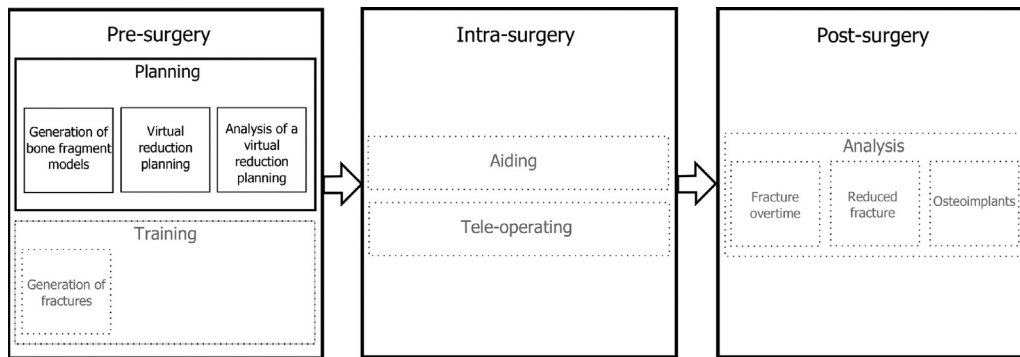 Pre-surgery
Planning
Generation of
bone fragment
models
Virtual
reduction
planning
Analysis of a
virtual
reduction
planning
Training
Generation of
fractures
Intra-surgery
Aiding
Tele-operating
Post-surgery
Analysis
Fracture
overtime
Reduced
fracture
Osteoimplants